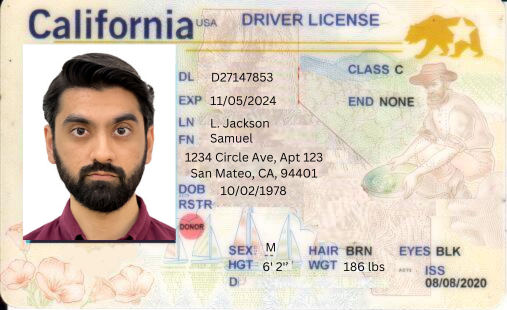 California USA DRIVER LICENSE
DL D27147853 CLASS C
EXP 11/05/2024 END NONE
LN L. Jackson
FN Samuel
1234 Circle Ave, Apt 123
San Mateo, CA, 94401
DOB 10/02/1978
RSTR
DONOR
SEX M HAIR BRN EYES BLK
HGT 6' 2" WGT 186 lbs
D ISS
08/08/2020